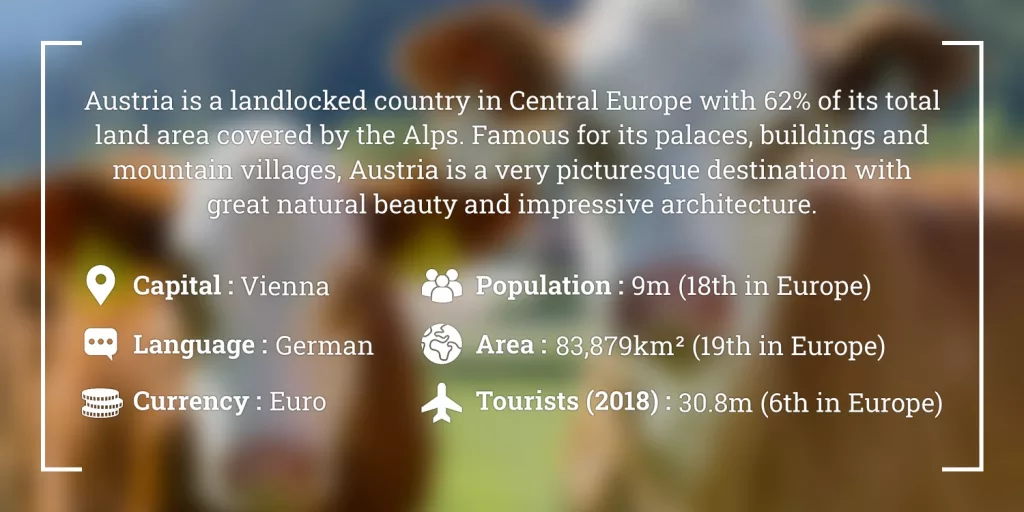 Austria is a landlocked country in Central Europe with 62% of its total
land area covered by the Alps. Famous for its palaces, buildings and
mountain villages, Austria is a very picturesque destination with
great natural beauty and impressive architecture.
Capital : Vienna
Population : 9m (18th in Europe)
Language : German
Area : 83,879km² (19th in Europe)
Currency : Euro
Tourists (2018) : 30.8m (6th in Europe)